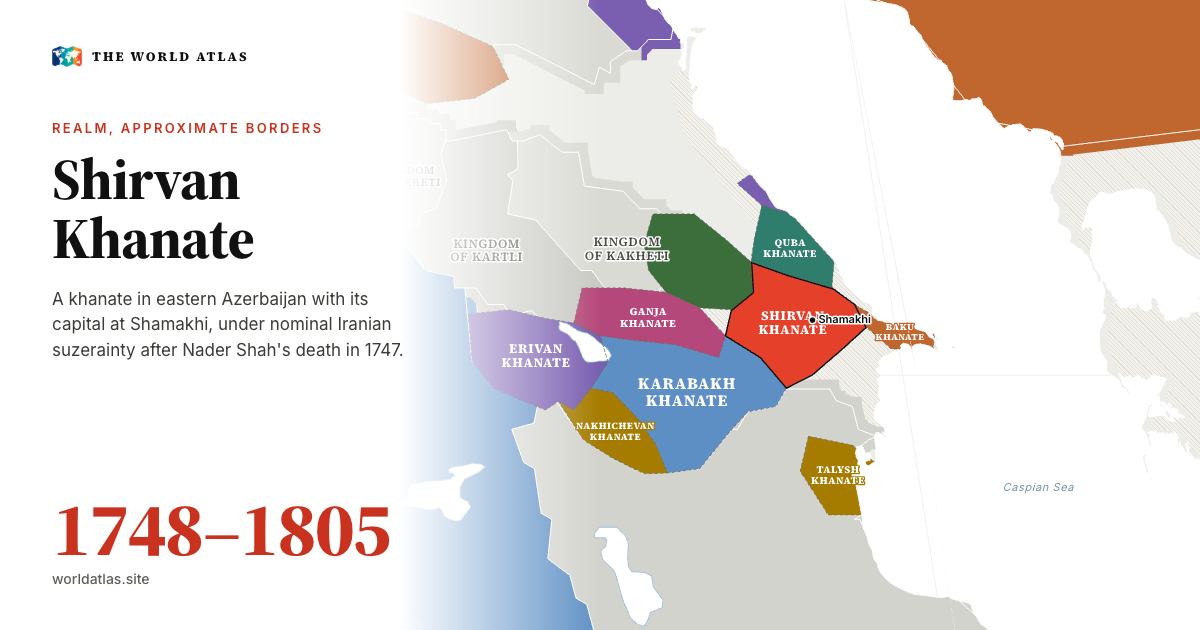 THE WORLD ATLAS
REALM, APPROXIMATE BORDERS
Shirvan
Khanate
A khanate in eastern Azerbaijan with its
capital at Shamakhi, under nominal Iranian
suzerainty after Nader Shah's death in 1747.
1748–1805
worldatlas.site
KINGDOM
OF KARTLI
KINGDOM
OF KAKHETI
QUBA
KHANATE
GANJA
KHANATE
SHIRVAN
KHANATE
Shamakhi
BAKU
KHANATE
ERIVAN
KHANATE
KARABAKH
KHANATE
NAKHICHEVAN
KHANATE
TALYSH
KHANATE
Caspian Sea